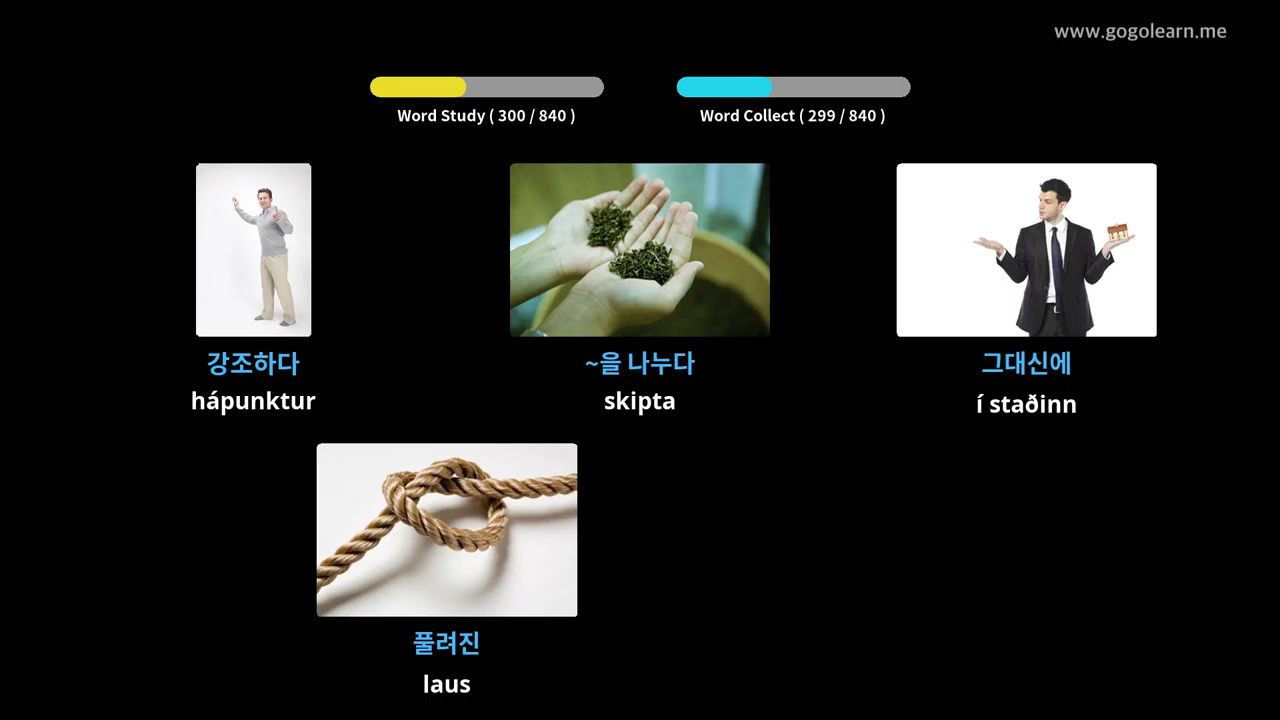 www.gogolearn.me
Word Study ( 300 / 840 )
Word Collect ( 299 / 840 )
강조하다
hápunktur
~을 나누다
skipta
그대신에
í staðinn
풀려진
laus